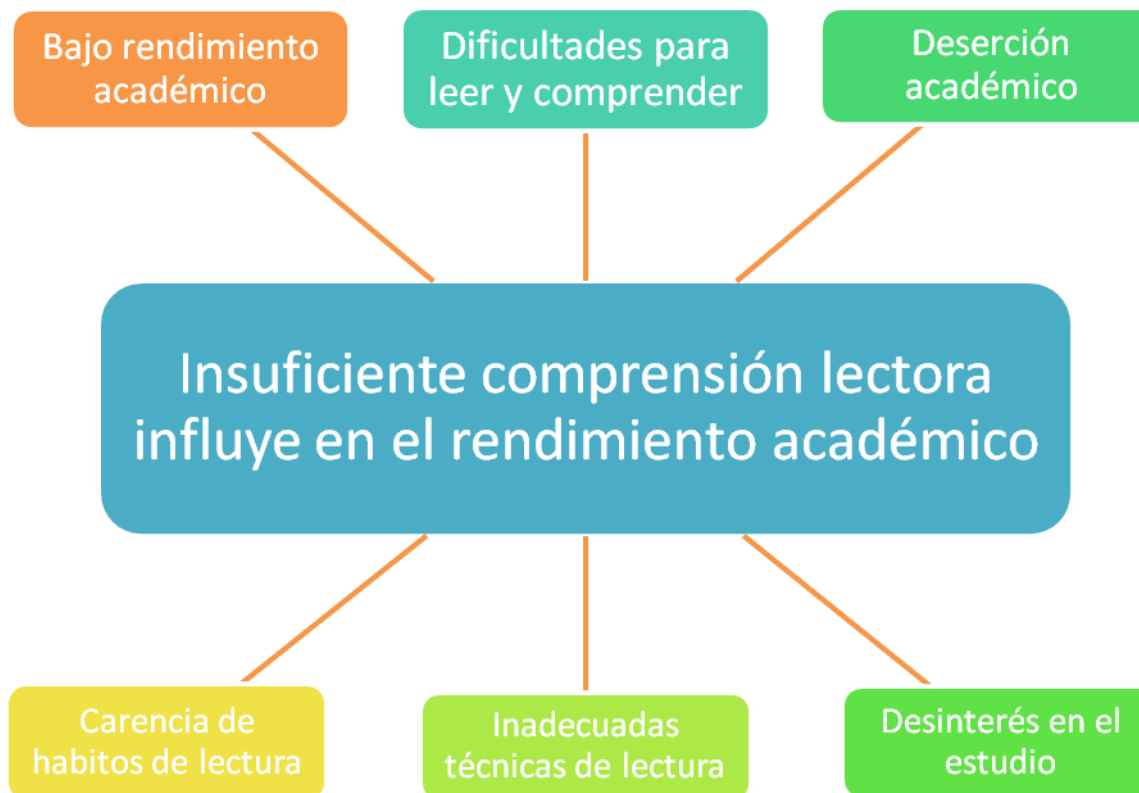 Bajo rendimiento
académico
Dificultades para
leer y comprender
Deserción
académico
Insuficiente comprensión lectora
influye en el rendimiento académico
Carencia de
habitos de lectura
Inadecuadas
técnicas de lectura
Desinterés en el
estudio